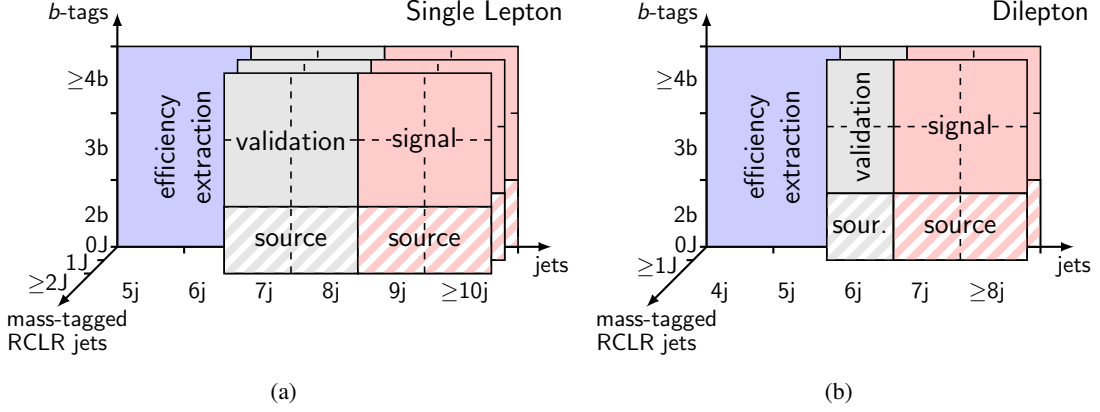 b-tags
Single Lepton
≥4b
3b
2b
0J
1J
≥2J
efficiency
extraction
validation
signal
source
source
jets
5j
6j
7j
8j
9j
≥10j
mass-tagged
RCLR jets
(a)
b-tags
Dilepton
≥4b
3b
2b
0J
≥1J
efficiency
extraction
validation
signal
sour.
source
jets
4j
5j
6j
7j
≥8j
mass-tagged
RCLR jets
(b)